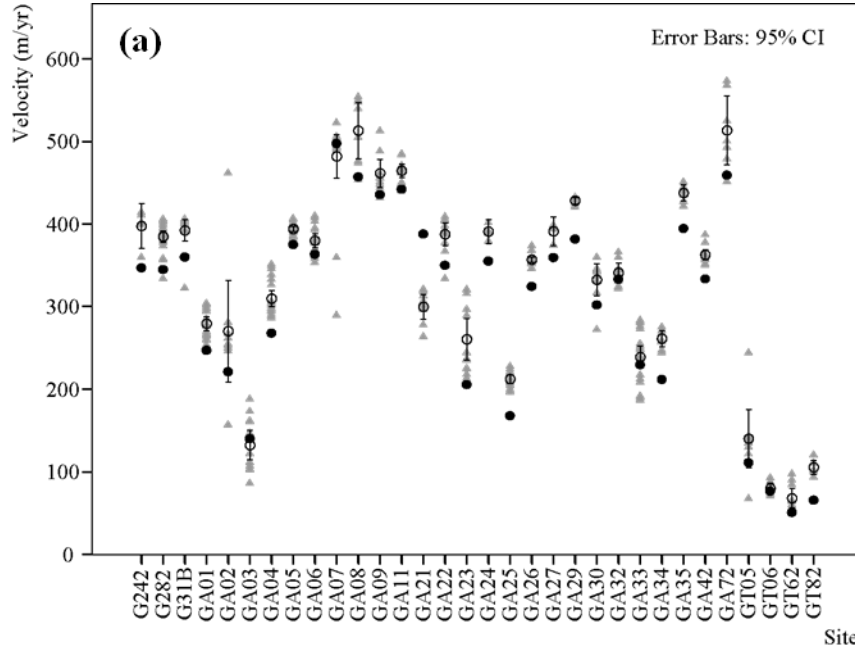 (a)
Error Bars: 95% CI
Velocity (m/yr)
600
500
400
300
200
100
0
G242
G282
G31B
GA01
GA02
GA03
GA04
GA05
GA06
GA07
GA08
GA09
GA11
GA21
GA22
GA23
GA24
GA25
GA26
GA27
GA29
GA30
GA32
GA33
GA34
GA35
GA42
GA72
GT05
GT06
GT62
GT82
Site